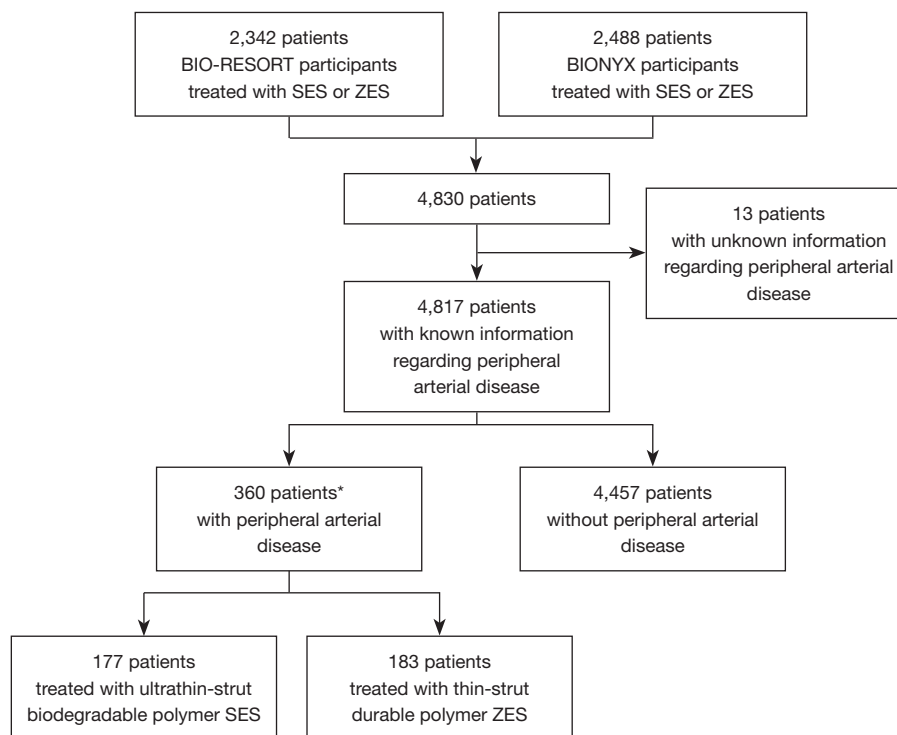 2,342 patients
BIO-RESORT participants
treated with SES or ZES
2,488 patients
BIONYX participants
treated with SES or ZES
4,830 patients
13 patients
with unknown information
regarding peripheral arterial
disease
4,817 patients
with known information
regarding peripheral
arterial disease
360 patients*
with peripheral arterial
disease
4,457 patients
without peripheral arterial
disease
177 patients
treated with ultrathin-strut
biodegradable polymer SES
183 patients
treated with thin-strut
durable polymer ZES